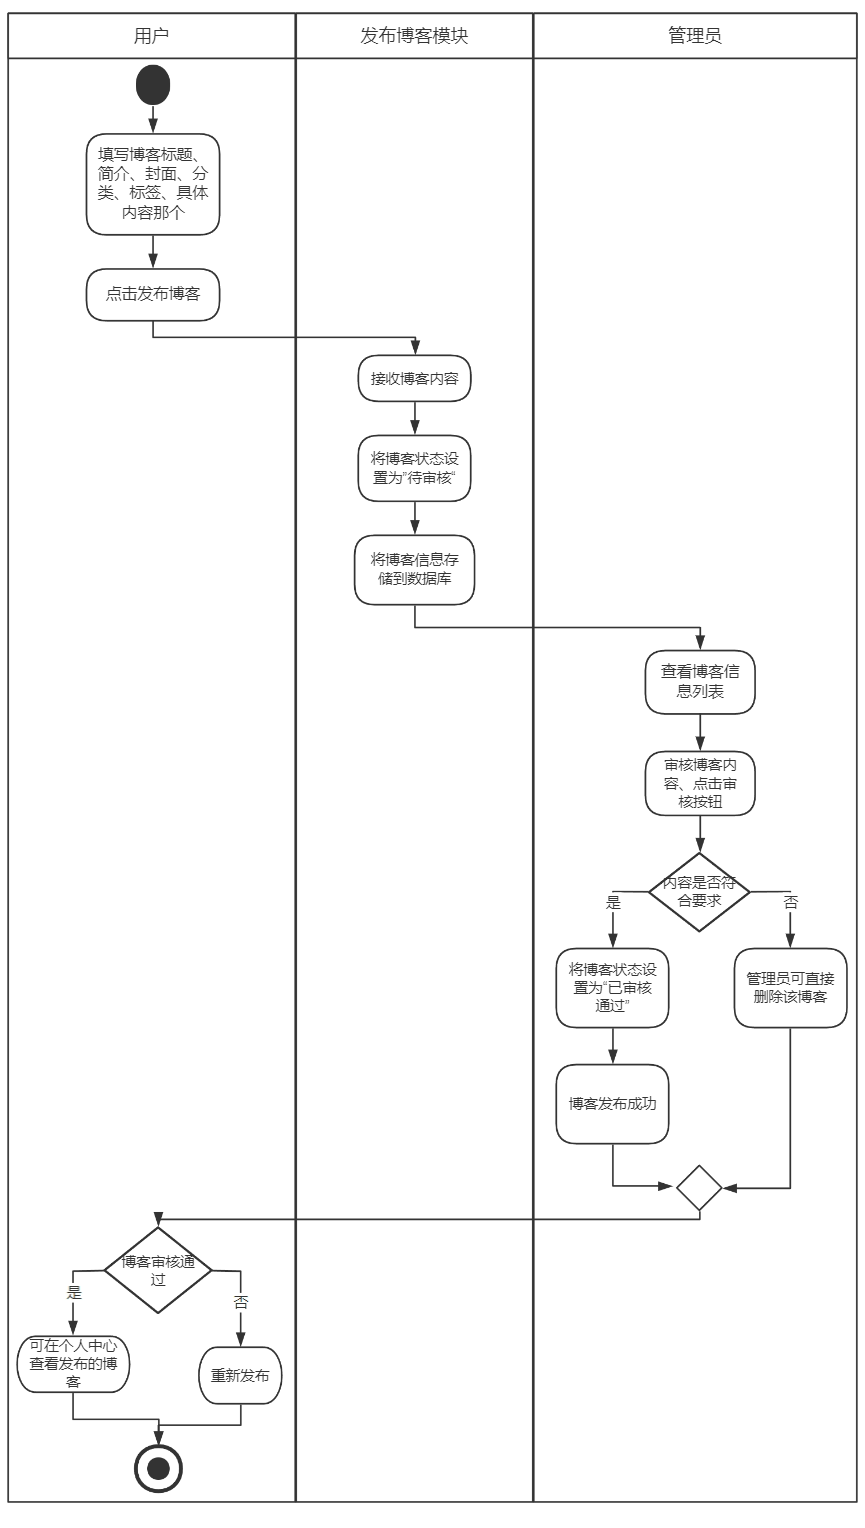 用户
发布博客模块
管理员
填写博客标题、
简介、封面、分
类、标签、具体
内容那个
点击发布博客
接收博客内容
将博客状态设
置为"待审核“
将博客信息存
储到数据库
查看博客信
息列表
审核博客内
容、点击审
核按钮
内容是否符
合要求
是
否
将博客状态设
置为“已审核
通过”
管理员可直接
删除该博客
博客发布成功
博客审核通
过
是
否
可在个人中心
查看发布的博
客
重新发布